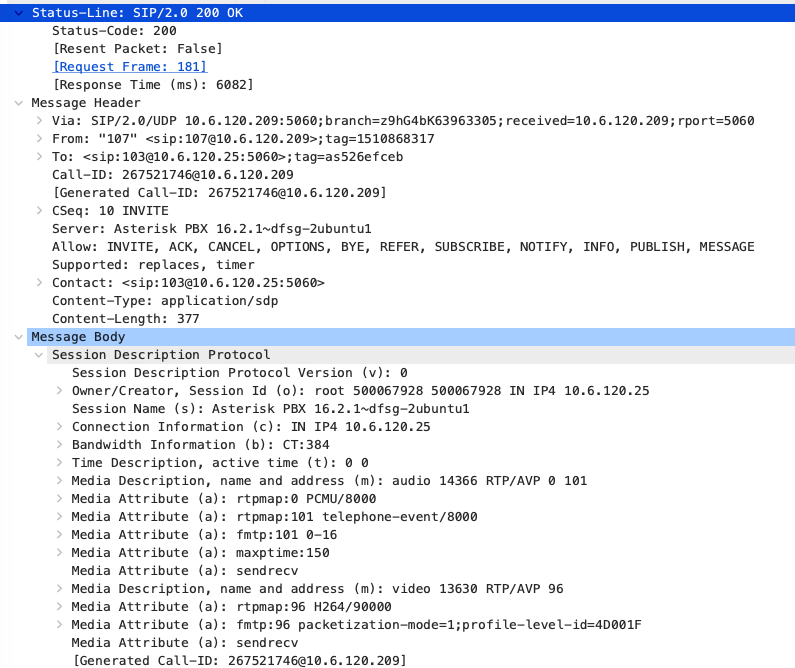 Status-Line: SIP/2.0 200 OK
Status-Code: 200
[Resent Packet: False]
[Request Frame: 181]
[Response Time (ms): 6082]
Message Header
Via: SIP/2.0/UDP 10.6.120.209:5060;branch=z9hG4bK63963305;received=10.6.120.209;rport=5060
From: "107" <sip:107@10.6.120.209>;tag=1510868317
To: <sip:103@10.6.120.25:5060>;tag=as526efceb
Call-ID: 267521746@10.6.120.209
[Generated Call-ID: 267521746@10.6.120.209]
CSeq: 10 INVITE
Server: Asterisk PBX 16.2.1~dfsg-2ubuntu1
Allow: INVITE, ACK, CANCEL, OPTIONS, BYE, REFER, SUBSCRIBE, NOTIFY, INFO, PUBLISH, MESSAGE
Supported: replaces, timer
Contact: <sip:103@10.6.120.25:5060>
Content-Type: application/sdp
Content-Length: 377
Message Body
Session Description Protocol
Session Description Protocol Version (v): 0
Owner/Creator, Session Id (o): root 500067928 500067928 IN IP4 10.6.120.25
Session Name (s): Asterisk PBX 16.2.1~dfsg-2ubuntu1
Connection Information (c): IN IP4 10.6.120.25
Bandwidth Information (b): CT:384
Time Description, active time (t): 0 0
Media Description, name and address (m): audio 14366 RTP/AVP 0 101
Media Attribute (a): rtpmap:0 PCMU/8000
Media Attribute (a): rtpmap:101 telephone-event/8000
Media Attribute (a): fmtp:101 0-16
Media Attribute (a): maxptime:150
Media Attribute (a): sendrecv
Media Description, name and address (m): video 13630 RTP/AVP 96
Media Attribute (a): rtpmap:96 H264/90000
Media Attribute (a): fmtp:96 packetization-mode=1;profile-level-id=4D001F
Media Attribute (a): sendrecv
[Generated Call-ID: 267521746@10.6.120.209]